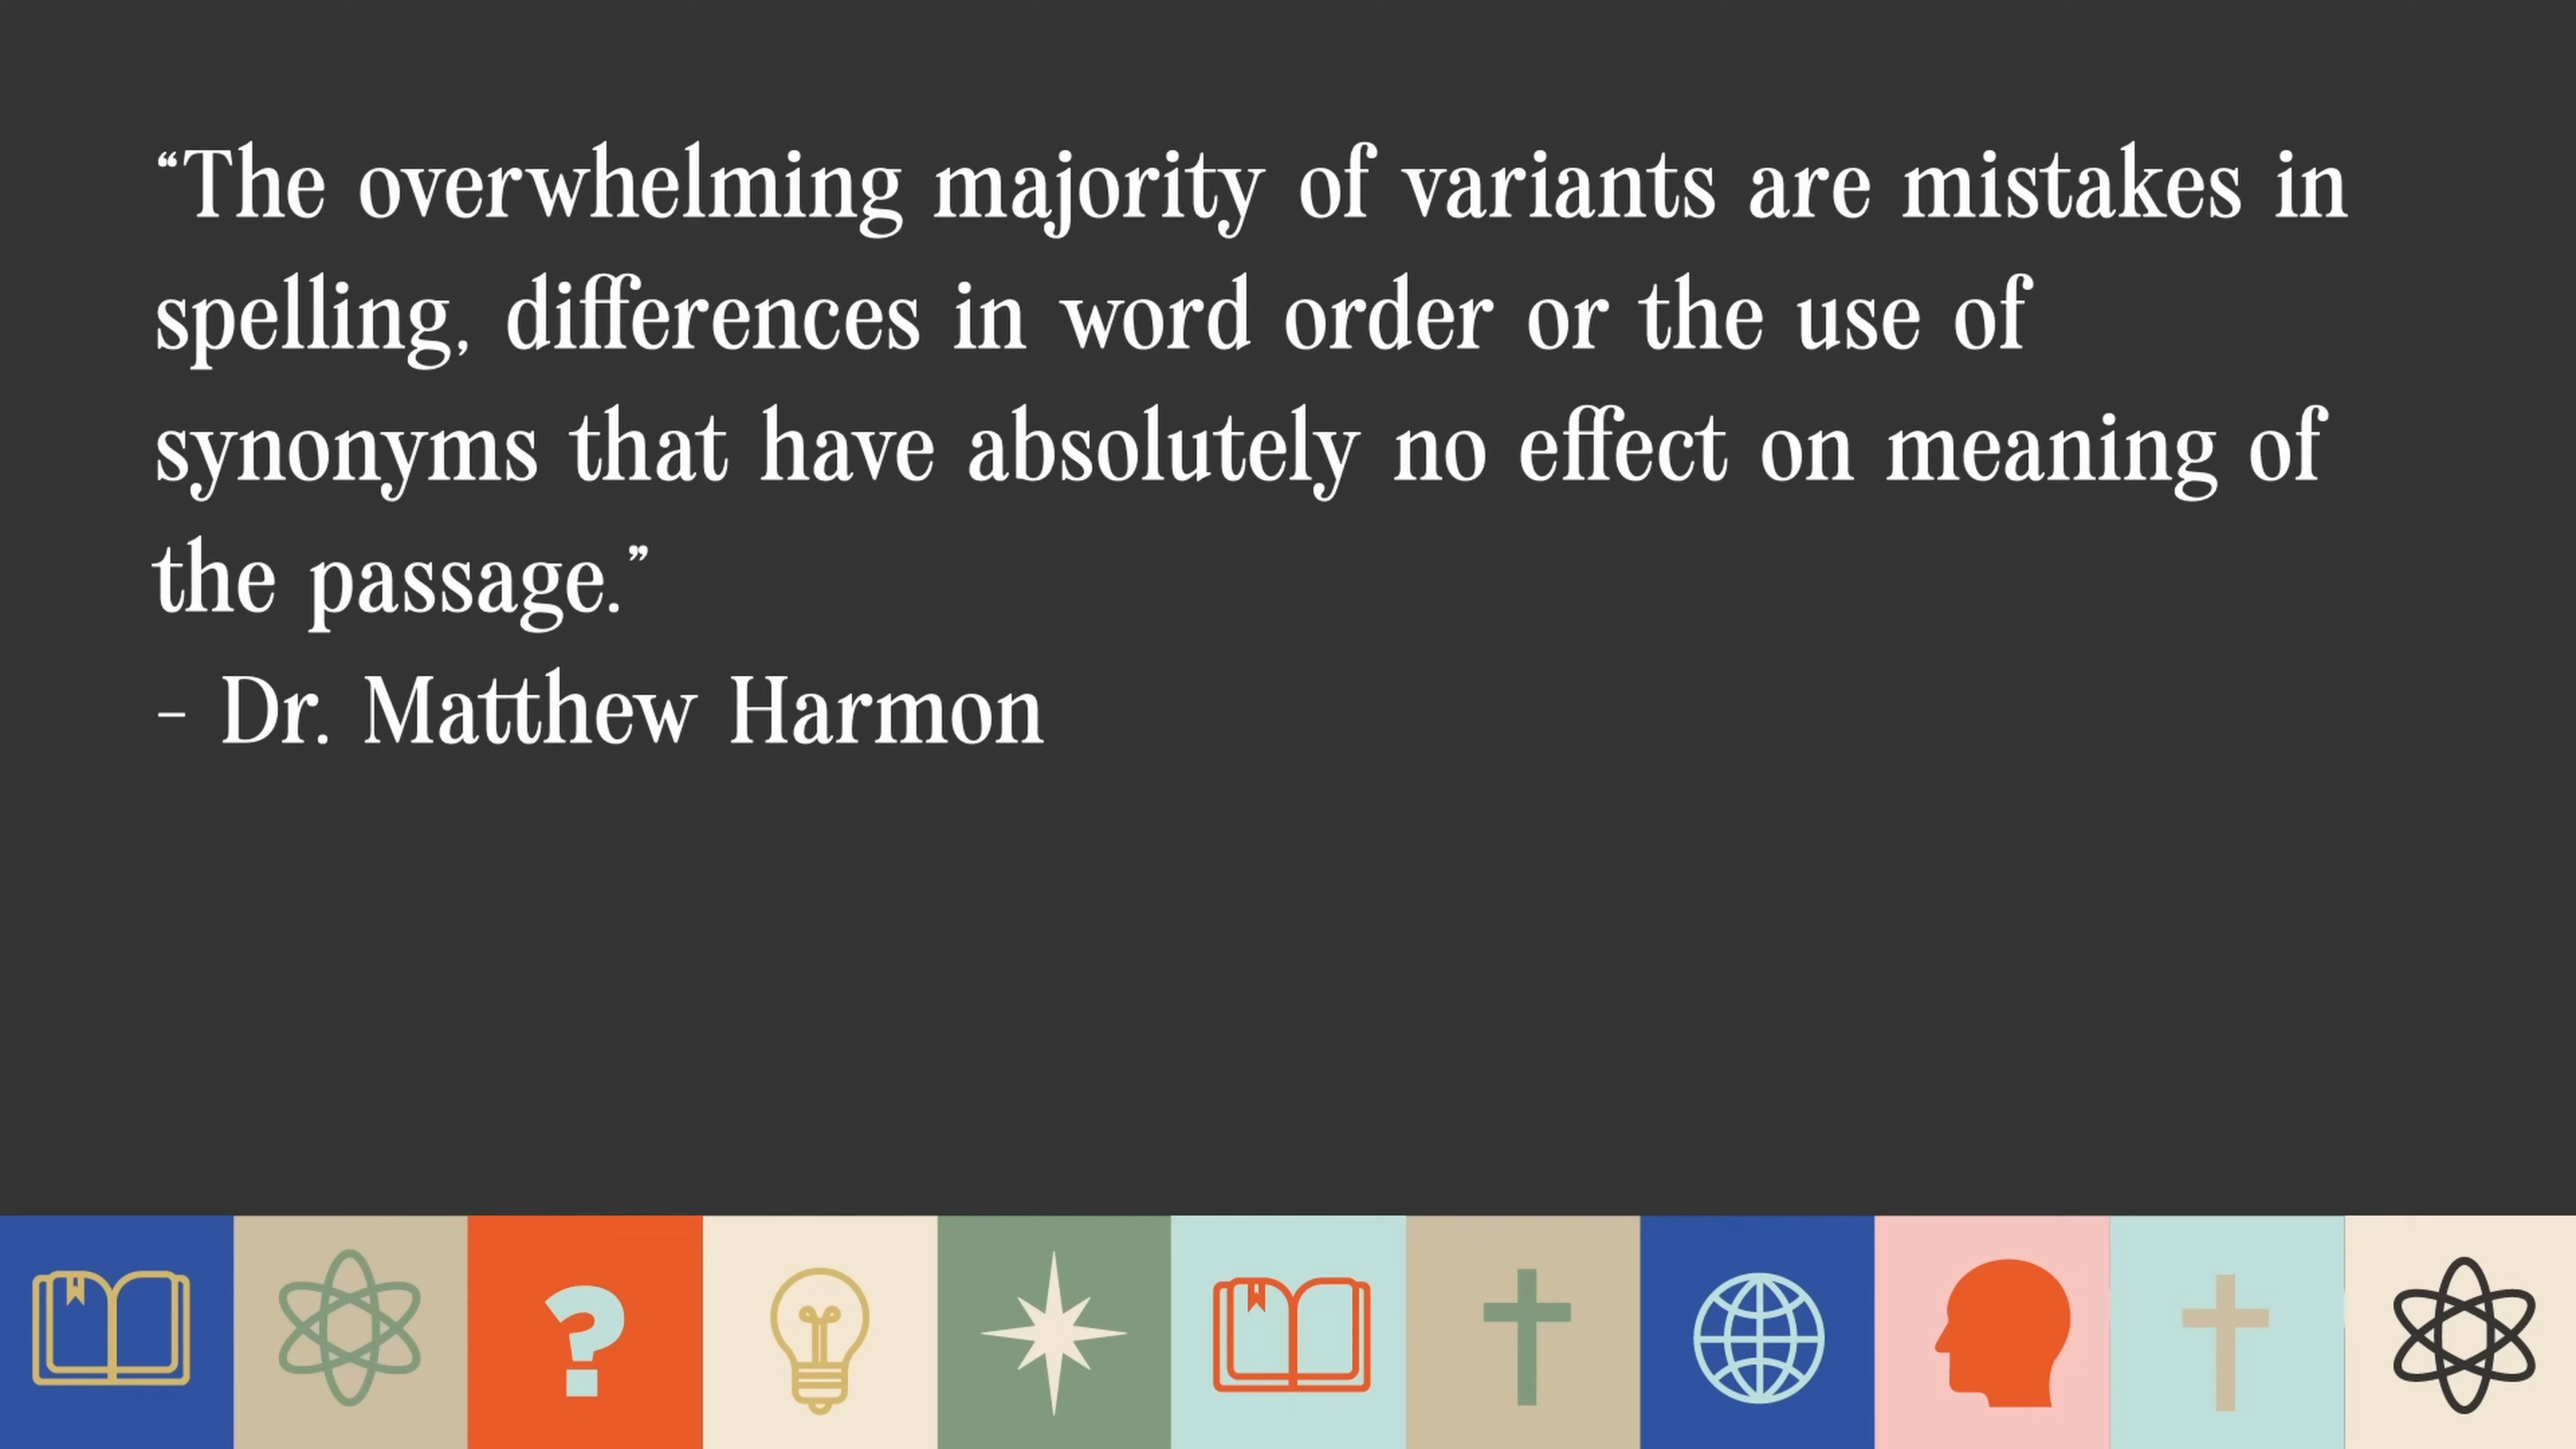 “The overwhelming majority of variants are mistakes in
spelling, differences in word order or the use of
synonyms that have absolutely no effect on meaning of
the passage.”
- Dr. Matthew Harmon
?